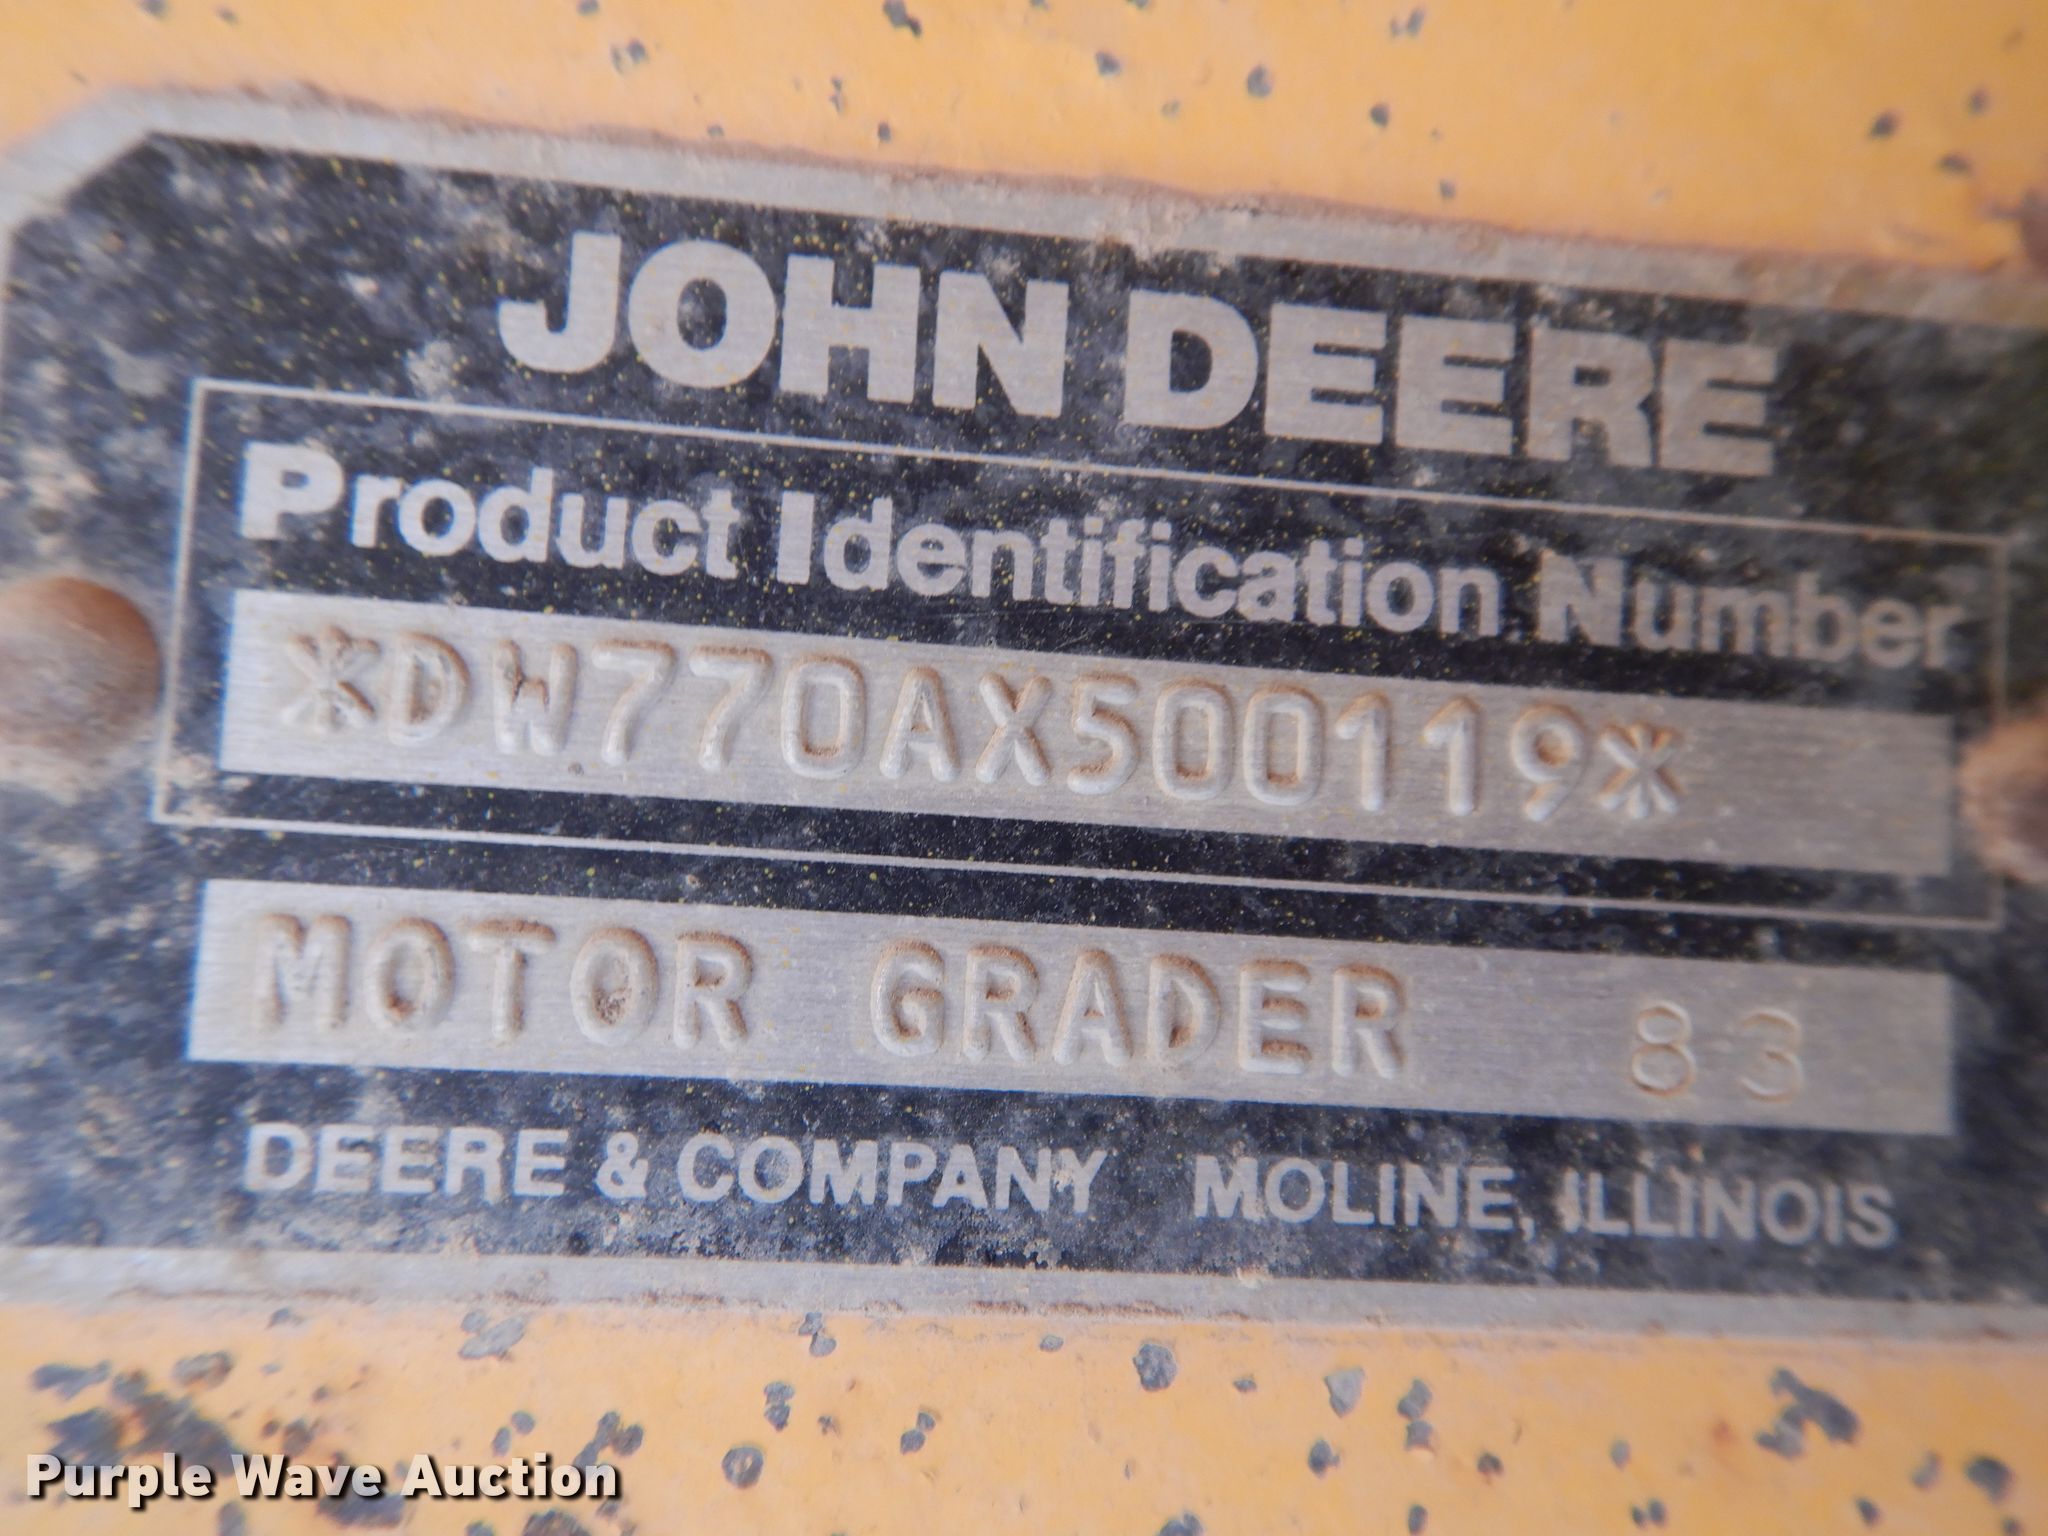 JOHN DEERE
Product Identification Number
*DW770AX500119*
MOTOR GRADER 83
DEERE & COMPANY MOLINE, ILLINOIS
Purple Wave Auction